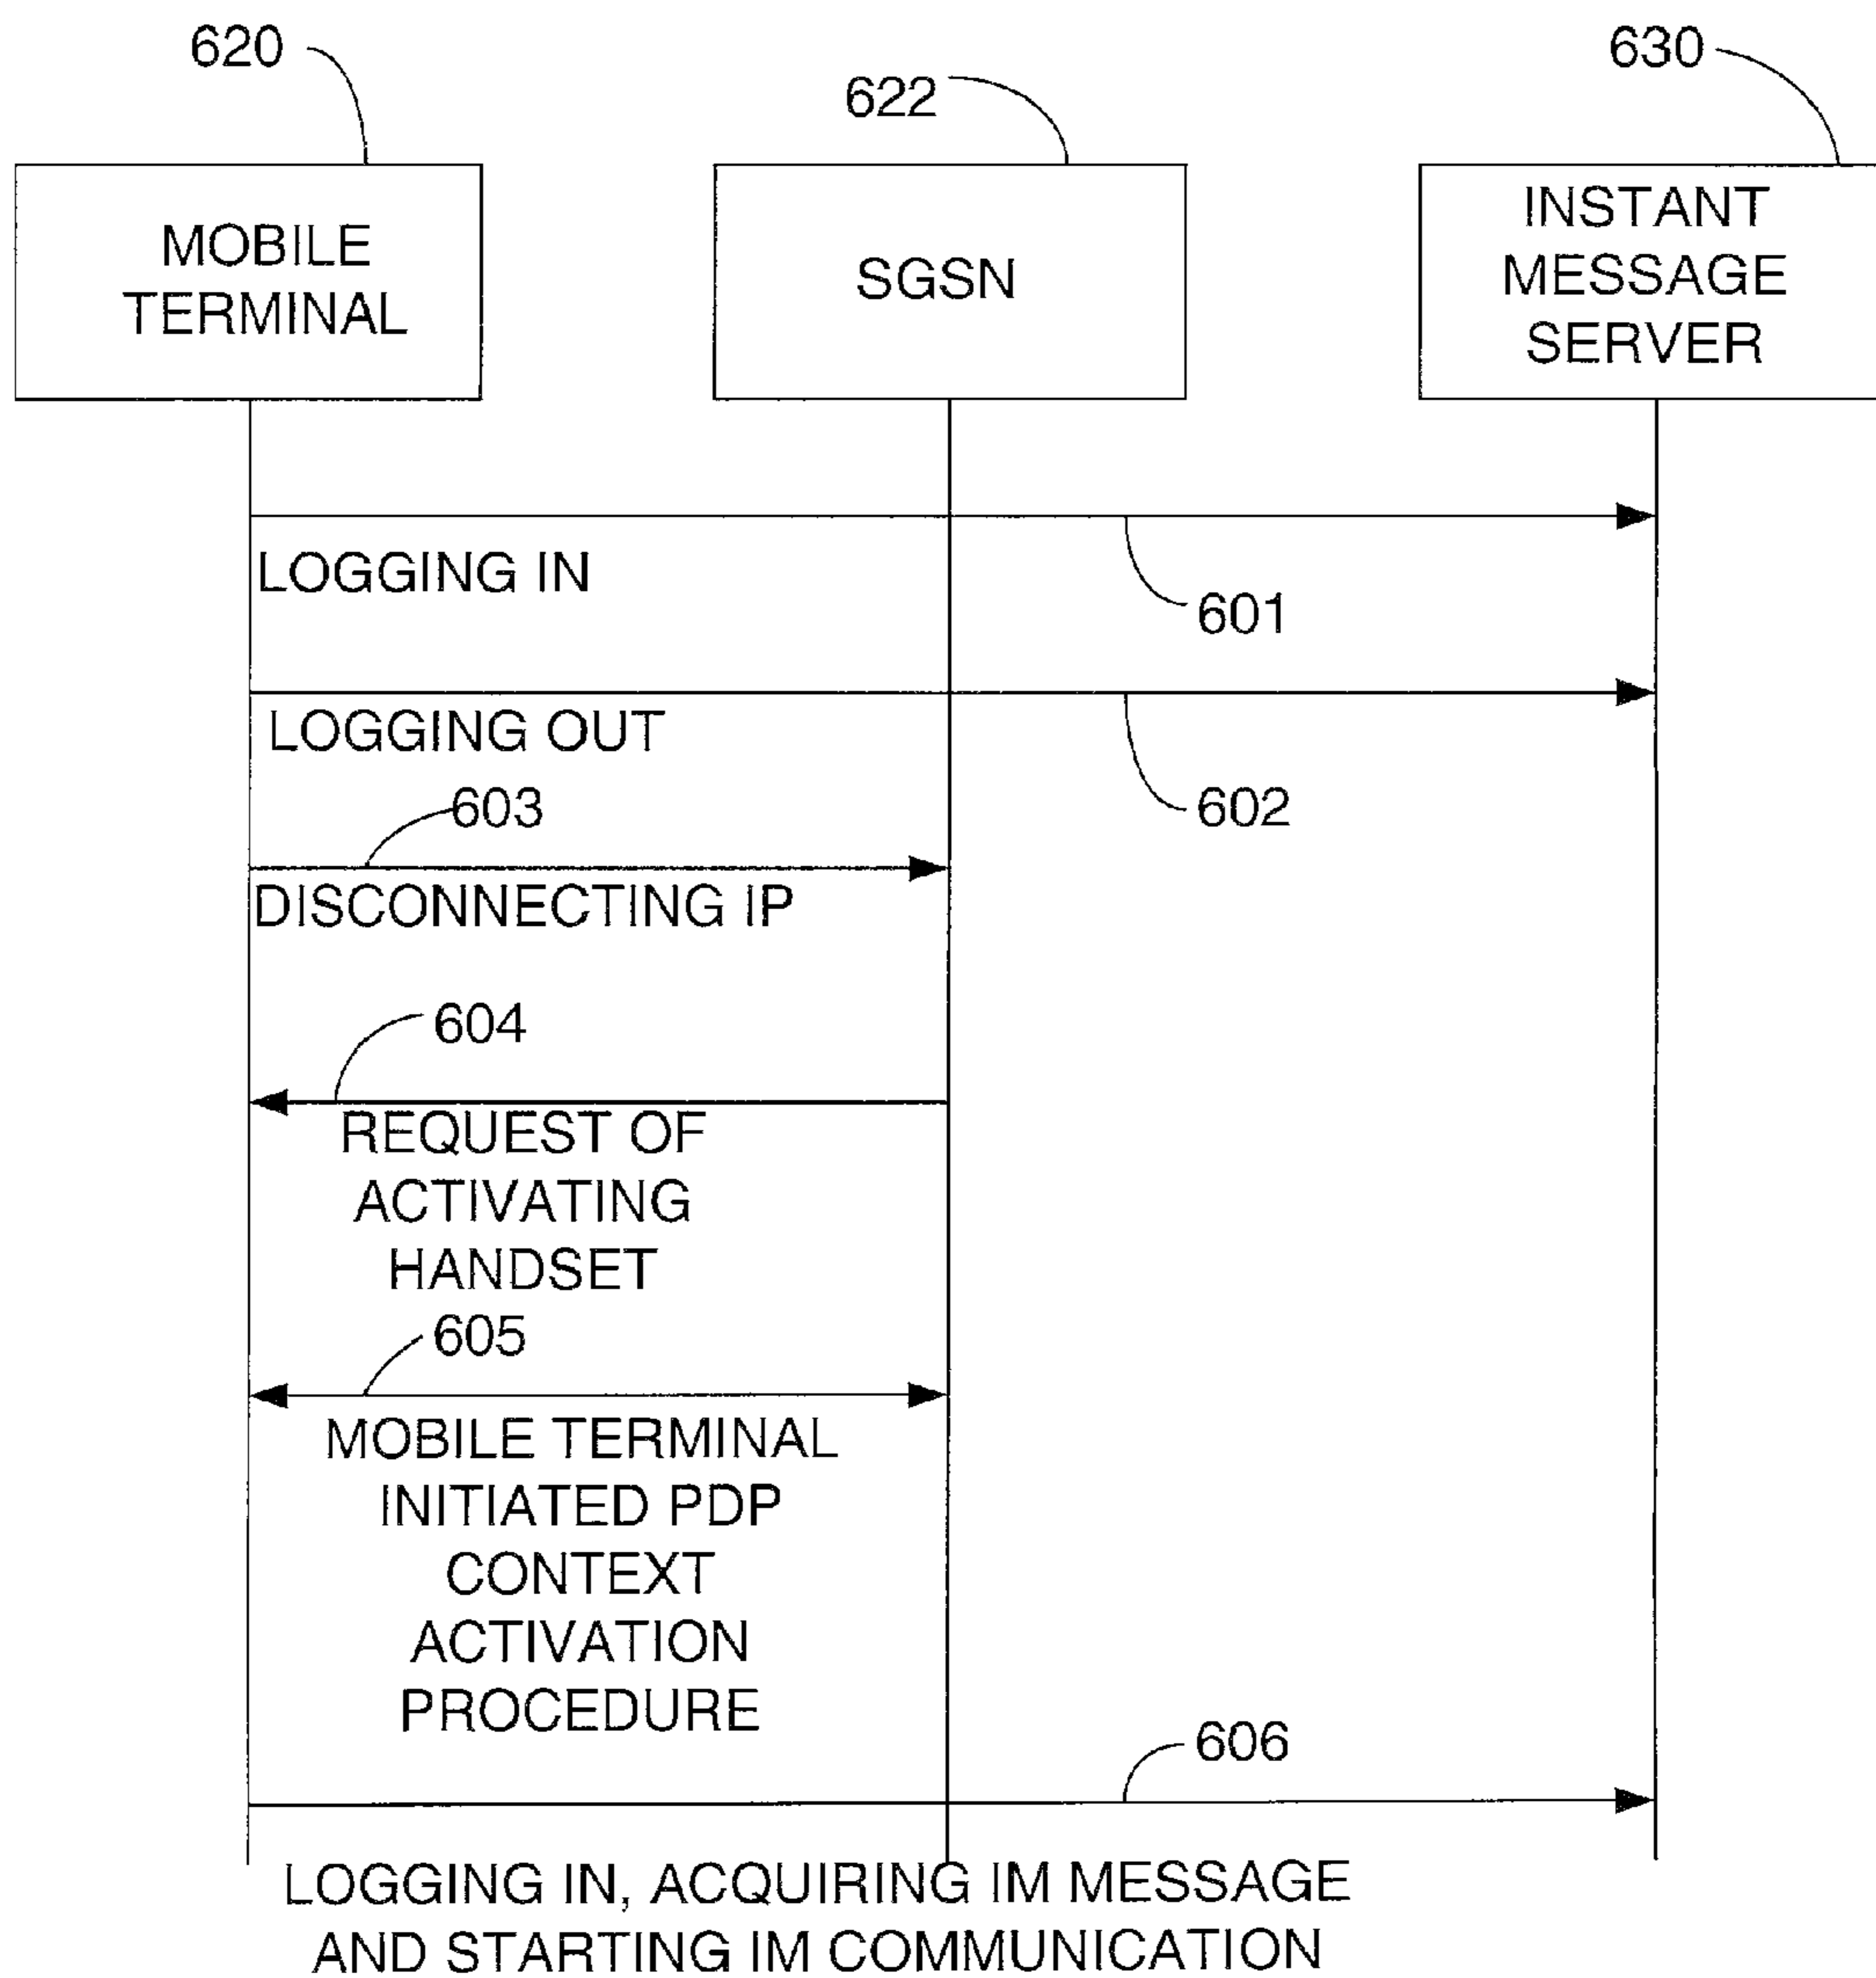 620
622
630
MOBILE
TERMINAL
SGSN
INSTANT
MESSAGE
SERVER
LOGGING IN
601
LOGGING OUT
602
603
DISCONNECTING IP
604
REQUEST OF
ACTIVATING
HANDSET
605
MOBILE TERMINAL
INITIATED PDP
CONTEXT
ACTIVATION
PROCEDURE
606
LOGGING IN, ACQUIRING IM MESSAGE
AND STARTING IM COMMUNICATION